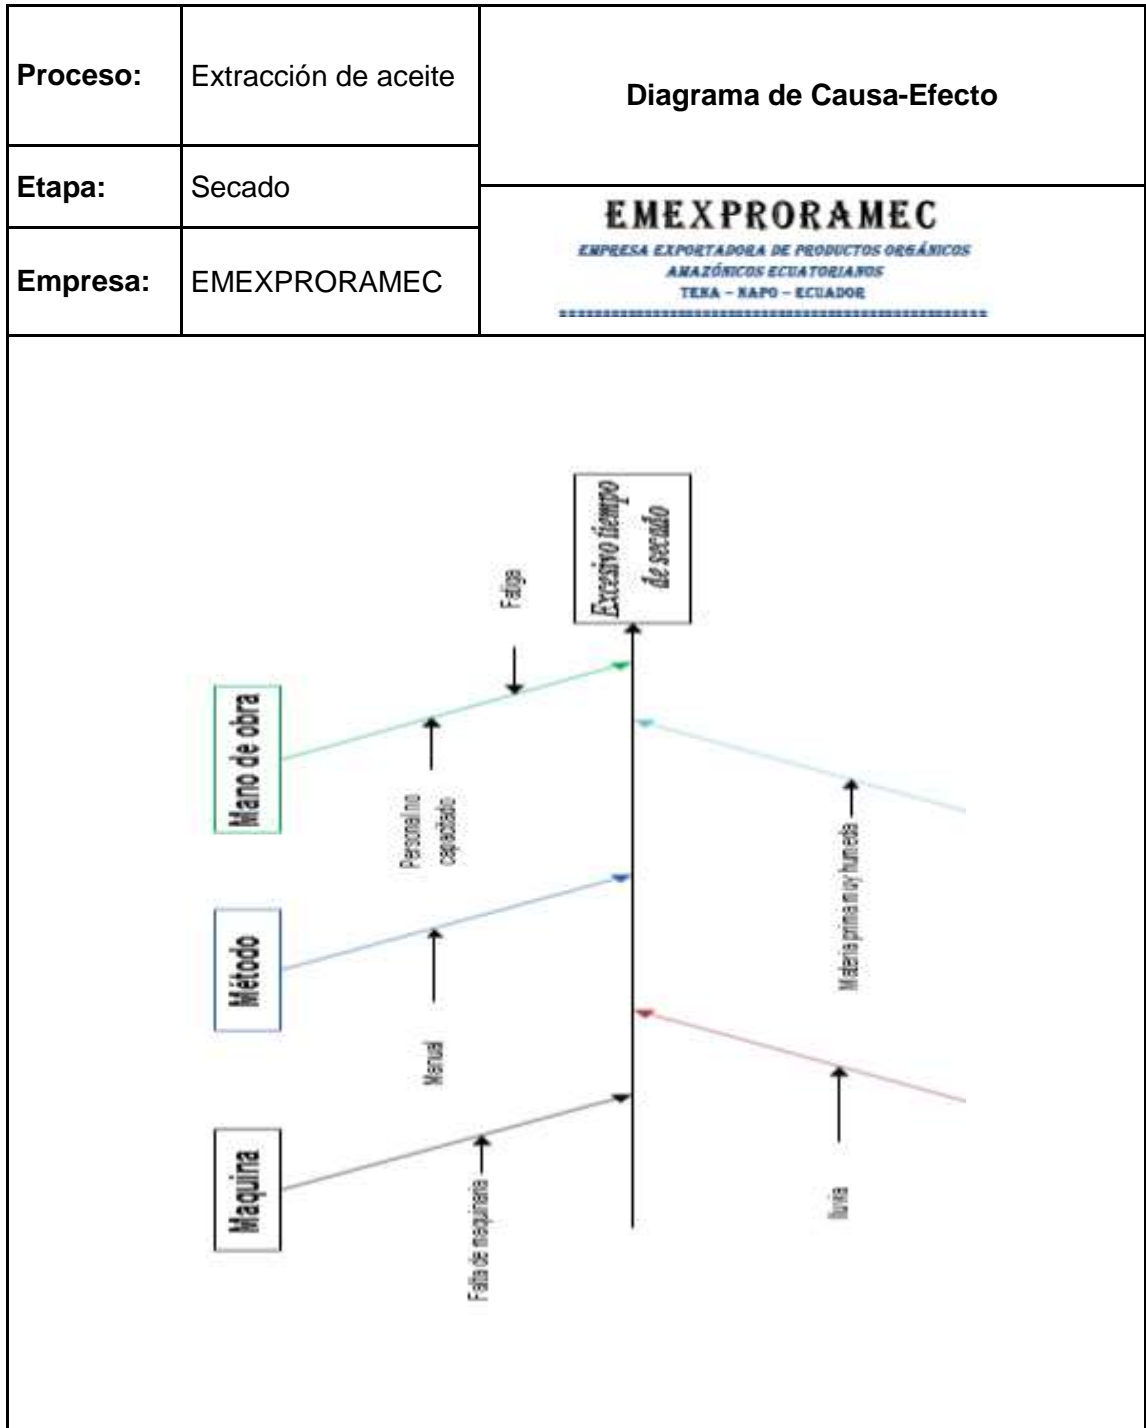 Proceso:
Extracción de aceite
Diagrama de Causa-Efecto
Etapa:
Secado
EMEXPRORAMEC
EMPRESA EXPORTADORA DE PRODUCTOS ORGÁNICOS
AMAZÓNICOS ECUATORIANOS
TENA – NAPO – ECUADOR
Empresa:
EMEXPRORAMEC
Maquina
Método
Mano de obra
Falta de maquinaria
Manual
Personal no
capacitado
Fatiga
Excesivo tiempo
de secado
lluvia
Materia prima muy humeda